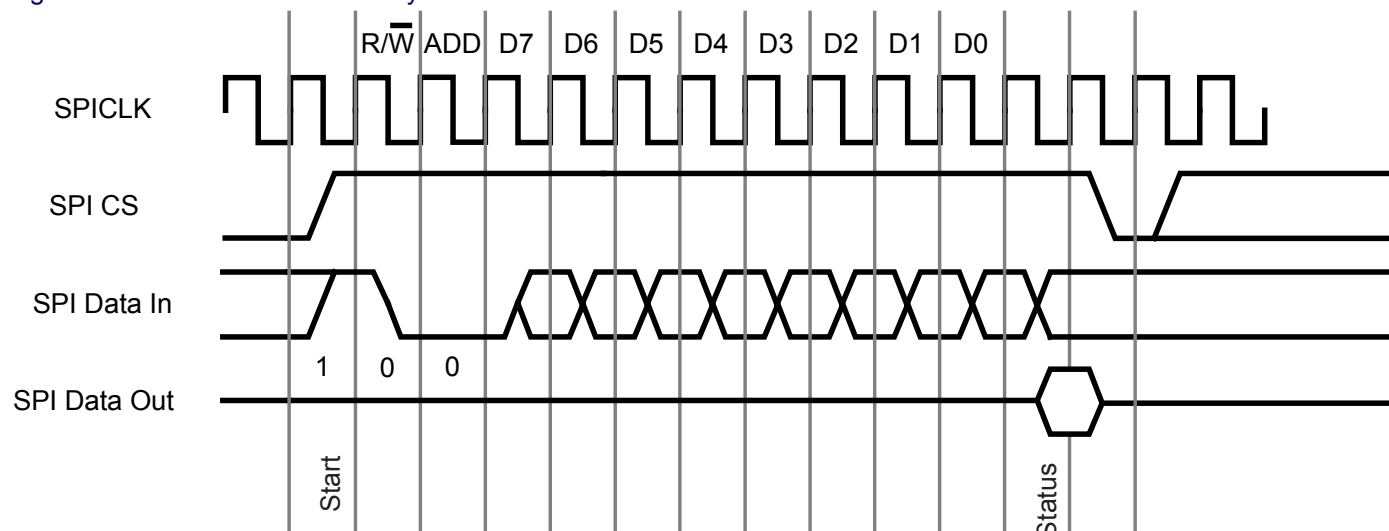 R/W ADD D7 D6 D5 D4 D3 D2 D1 D0
SPICLK
SPI CS
SPI Data In
1 0 0
SPI Data Out
Start
Status